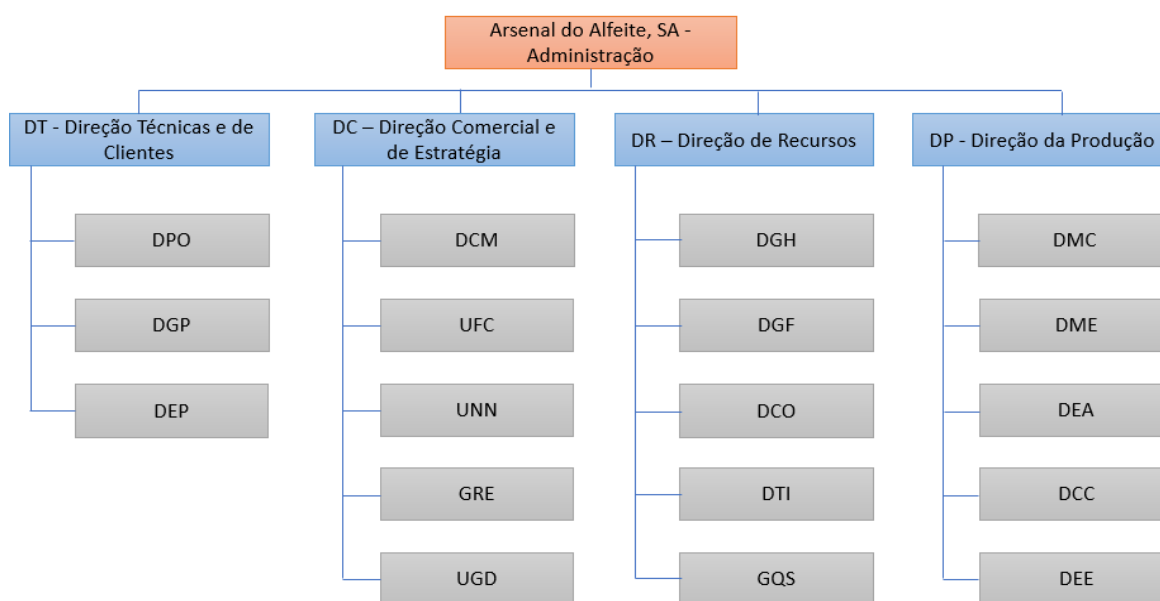 Arsenal do Alfeite, SA -
Administração
DT - Direção Técnicas e de
Clientes
DC – Direção Comercial e
de Estratégia
DR – Direção de Recursos
DP - Direção da Produção
DPO
DCM
DGH
DMC
DGP
UFC
DGF
DME
DEP
UNN
DCO
DEA
GRE
DTI
DCC
UGD
GQS
DEE